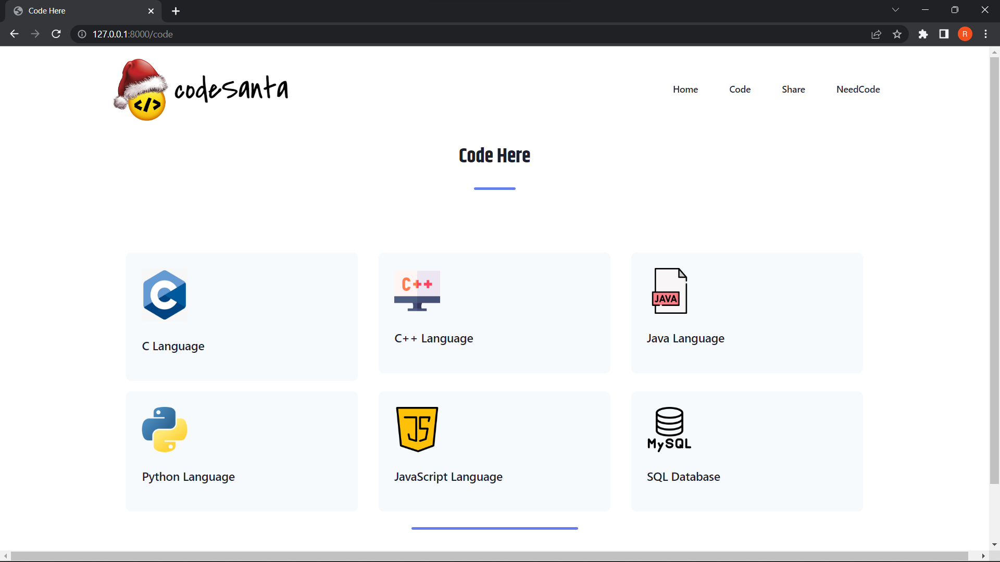 Code Here
127.0.0.1:8000/code
R
</> codesanta
Home Code Share NeedCode
Code Here
C
C++
JAVA
C Language
C++ Language
Java Language
JS
MySQL
Python Language
JavaScript Language
SQL Database